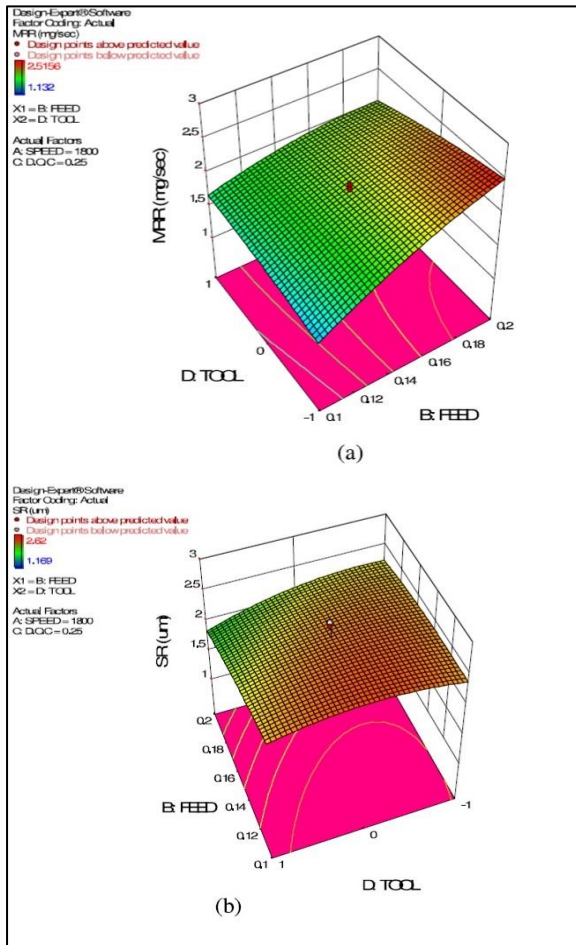 Design-Expert® Software
Factor Coding: Actual
MRR (mg/sec)
Design points above predicted value
Design points below predicted value
2.5156
1.132
X1 = B: FEED
X2 = D: TOOL
Actual Factors
A: SPEED = 1800
C: D.O.C = 0.25
3
2.5
2
1.5
1
MRR (mg/sec)
1
0
-1
D: TOOL
0.1
0.12
0.14
0.16
0.18
0.2
B: FEED
(a)
Design-Expert® Software
Factor Coding: Actual
SR (um)
Design points above predicted value
Design points below predicted value
2.62
1.169
X1 = B: FEED
X2 = D: TOOL
Actual Factors
A: SPEED = 1800
C: D.O.C = 0.25
3
2.5
2
1.5
1
SR (um)
0.2
0.18
0.16
0.14
0.12
0.1
B: FEED
1
0
-1
D: TOOL
(b)